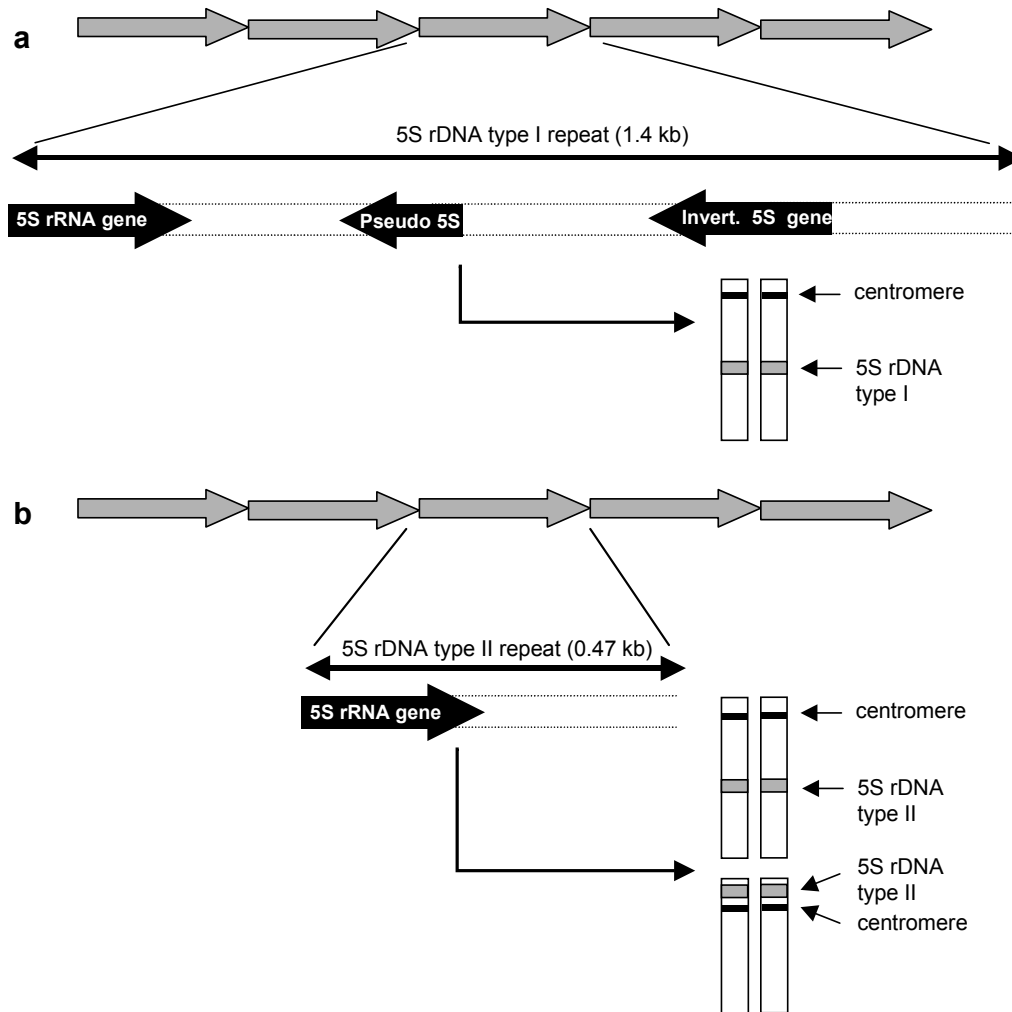 a
5S rDNA type I repeat (1.4 kb)
5S rRNA gene
Pseudo 5S
Invert. 5S gene
centromere
5S rDNA
type I
b
5S rDNA type II repeat (0.47 kb)
5S rRNA gene
centromere
5S rDNA
type II
5S rDNA
type II
centromere